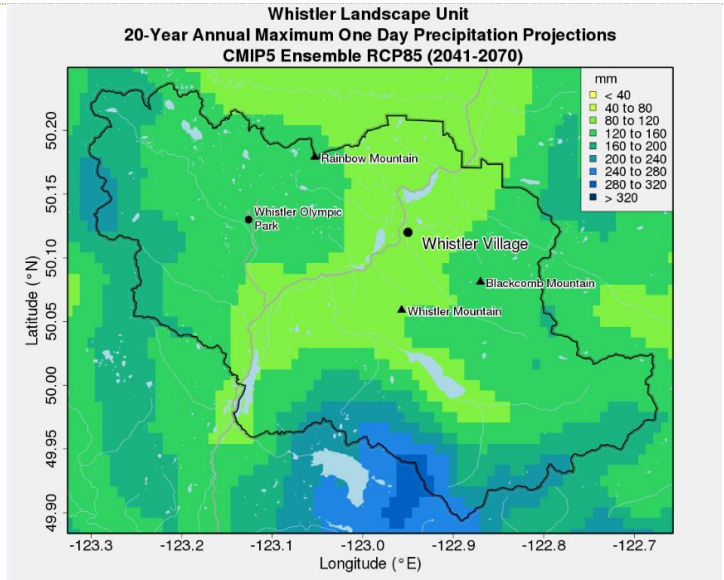 Whistler Landscape Unit
20-Year Annual Maximum One Day Precipitation Projections
CMIP5 Ensemble RCP85 (2041-2070)
mm
< 40
40 to 80
80 to 120
120 to 160
160 to 200
200 to 240
240 to 280
280 to 320
> 320
Rainbow Mountain
Whistler Olympic
Park
Whistler Village
Blackcomb Mountain
Whistler Mountain
Latitude (°N)
50.20
50.15
50.10
50.05
50.00
49.95
49.90
-123.3 -123.2 -123.1 -123.0 -122.9 -122.8 -122.7
Longitude (°E)